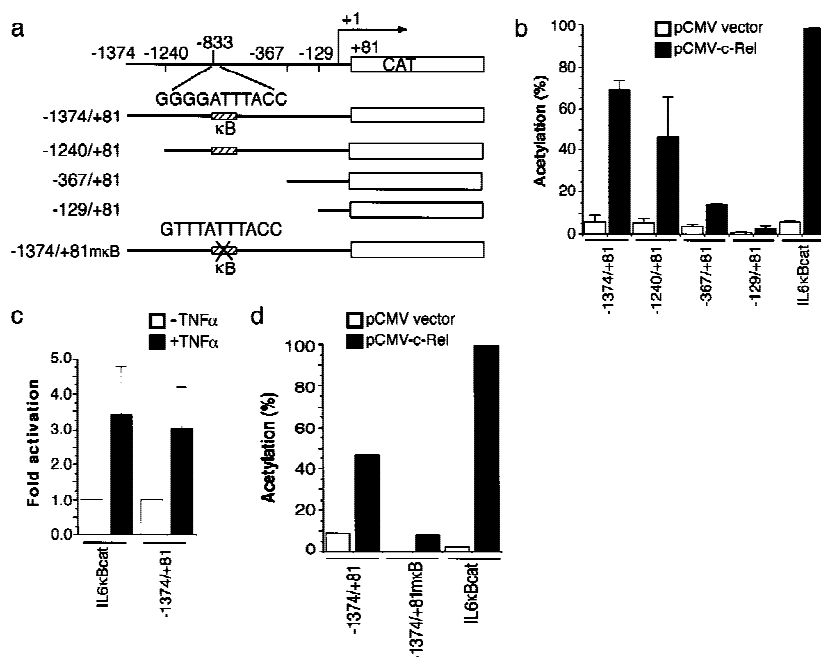 a
+1
-1374
-1240
-833
-367
-129
+81
CAT
GGGGATTTACC
-1374/+81
κB
-1240/+81
-367/+81
-129/+81
GTTTATTTACC
-1374/+81mκB
κB
b
pCMV vector
pCMV-c-Rel
Acetylation (%)
100
80
60
40
20
0
-1374/+81
-1240/+81
-367/+81
-129/+81
IL6κBcat
c
-TNFα
+TNFα
Fold activation
5.0
4.0
3.0
2.0
1.0
0.0
IL6κBcat
-1374/+81
d
pCMV vector
pCMV-c-Rel
Acetylation (%)
100
80
60
40
20
0
-1374/+81
-1374/+81mκB
IL6κBcat